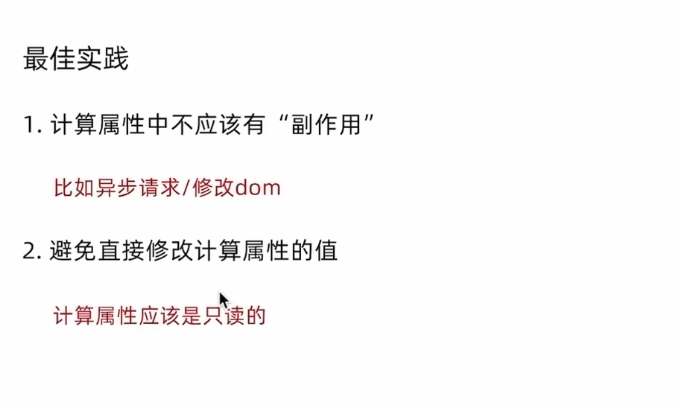 最佳实践
1. 计算属性中不应该有“副作用”
比如异步请求/修改dom
2. 避免直接修改计算属性的值
计算属性应该是只读的